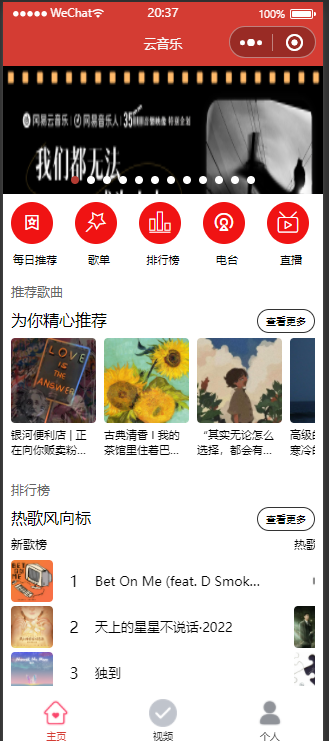 WeChat
20:37
100%
云音乐
网易云音乐 网易音乐人 35
我们都无法
每日推荐
歌单
排行榜
电台
直播
推荐歌曲
为你精心推荐
查看更多
银河便利店 | 正
在向你贩卖粉...
古典清香 I 我的
茶馆里住着巴...
“其实无论怎么
选择，都会有...
高级的
寒冷的
排行榜
热歌风向标
查看更多
新歌榜
热歌
1 Bet On Me (feat. D Smok...
2 天上的星星不说话·2022
3 独到
LOVE
IS
THE
ANSWER
主页
视频
个人